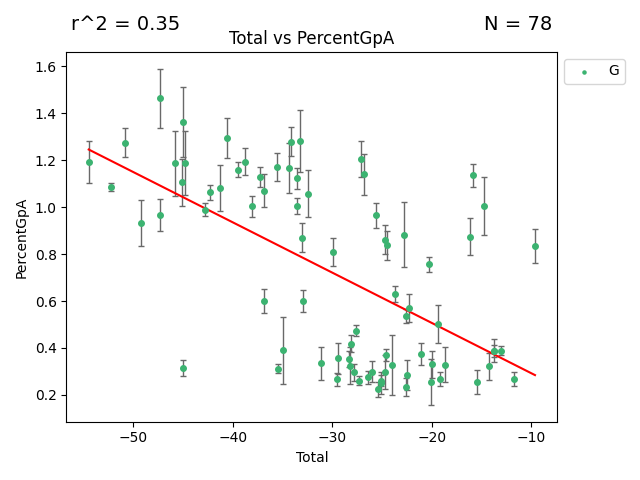 r^2 = 0.35
N = 78
Total vs PercentGpA
G
1.6
1.4
1.2
1.0
0.8
0.6
0.4
0.2
PercentGpA
−50
−40
−30
−20
−10
Total